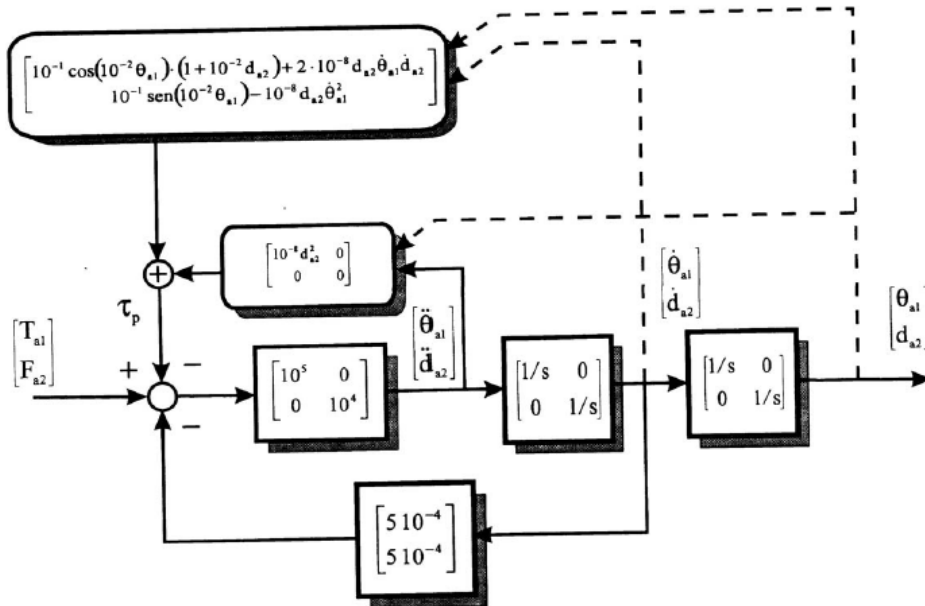 10⁻¹ cos(10⁻² θa1)·(1+10⁻² da2)+2·10⁻⁸ da2 θ̇a1 ḋa2
10⁻¹ sen(10⁻² θa1)−10⁻⁸ da2 θ̇²a1
10⁻⁸ d²a2 0
0 0
+
τp
Ta1
Fa2
+ −
−
10⁵ 0
0 10⁴
θ̈a1
d̈a2
1/s 0
0 1/s
θ̇a1
ḋa2
1/s 0
0 1/s
θa1
da2
5 10⁻⁴
5 10⁻⁴